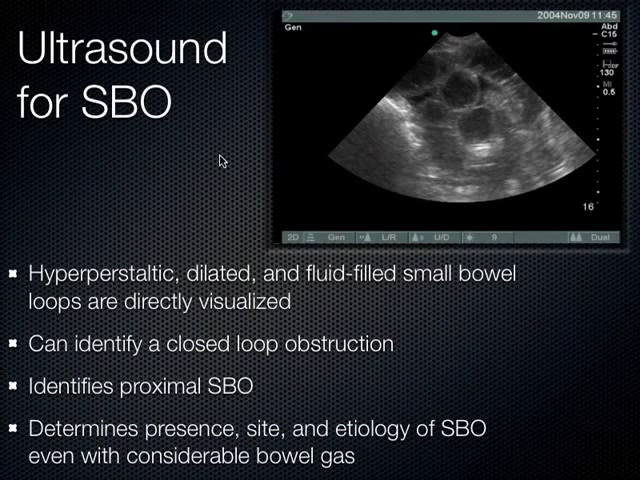 Ultrasound
for SBO
2004Nov09 11:45
Gen
Abd
C15
130
MI
0.6
16
2D Gen L/R U/D 9 Dual
Hyperperstaltic, dilated, and fluid-filled small bowel
loops are directly visualized
Can identify a closed loop obstruction
Identifies proximal SBO
Determines presence, site, and etiology of SBO
even with considerable bowel gas